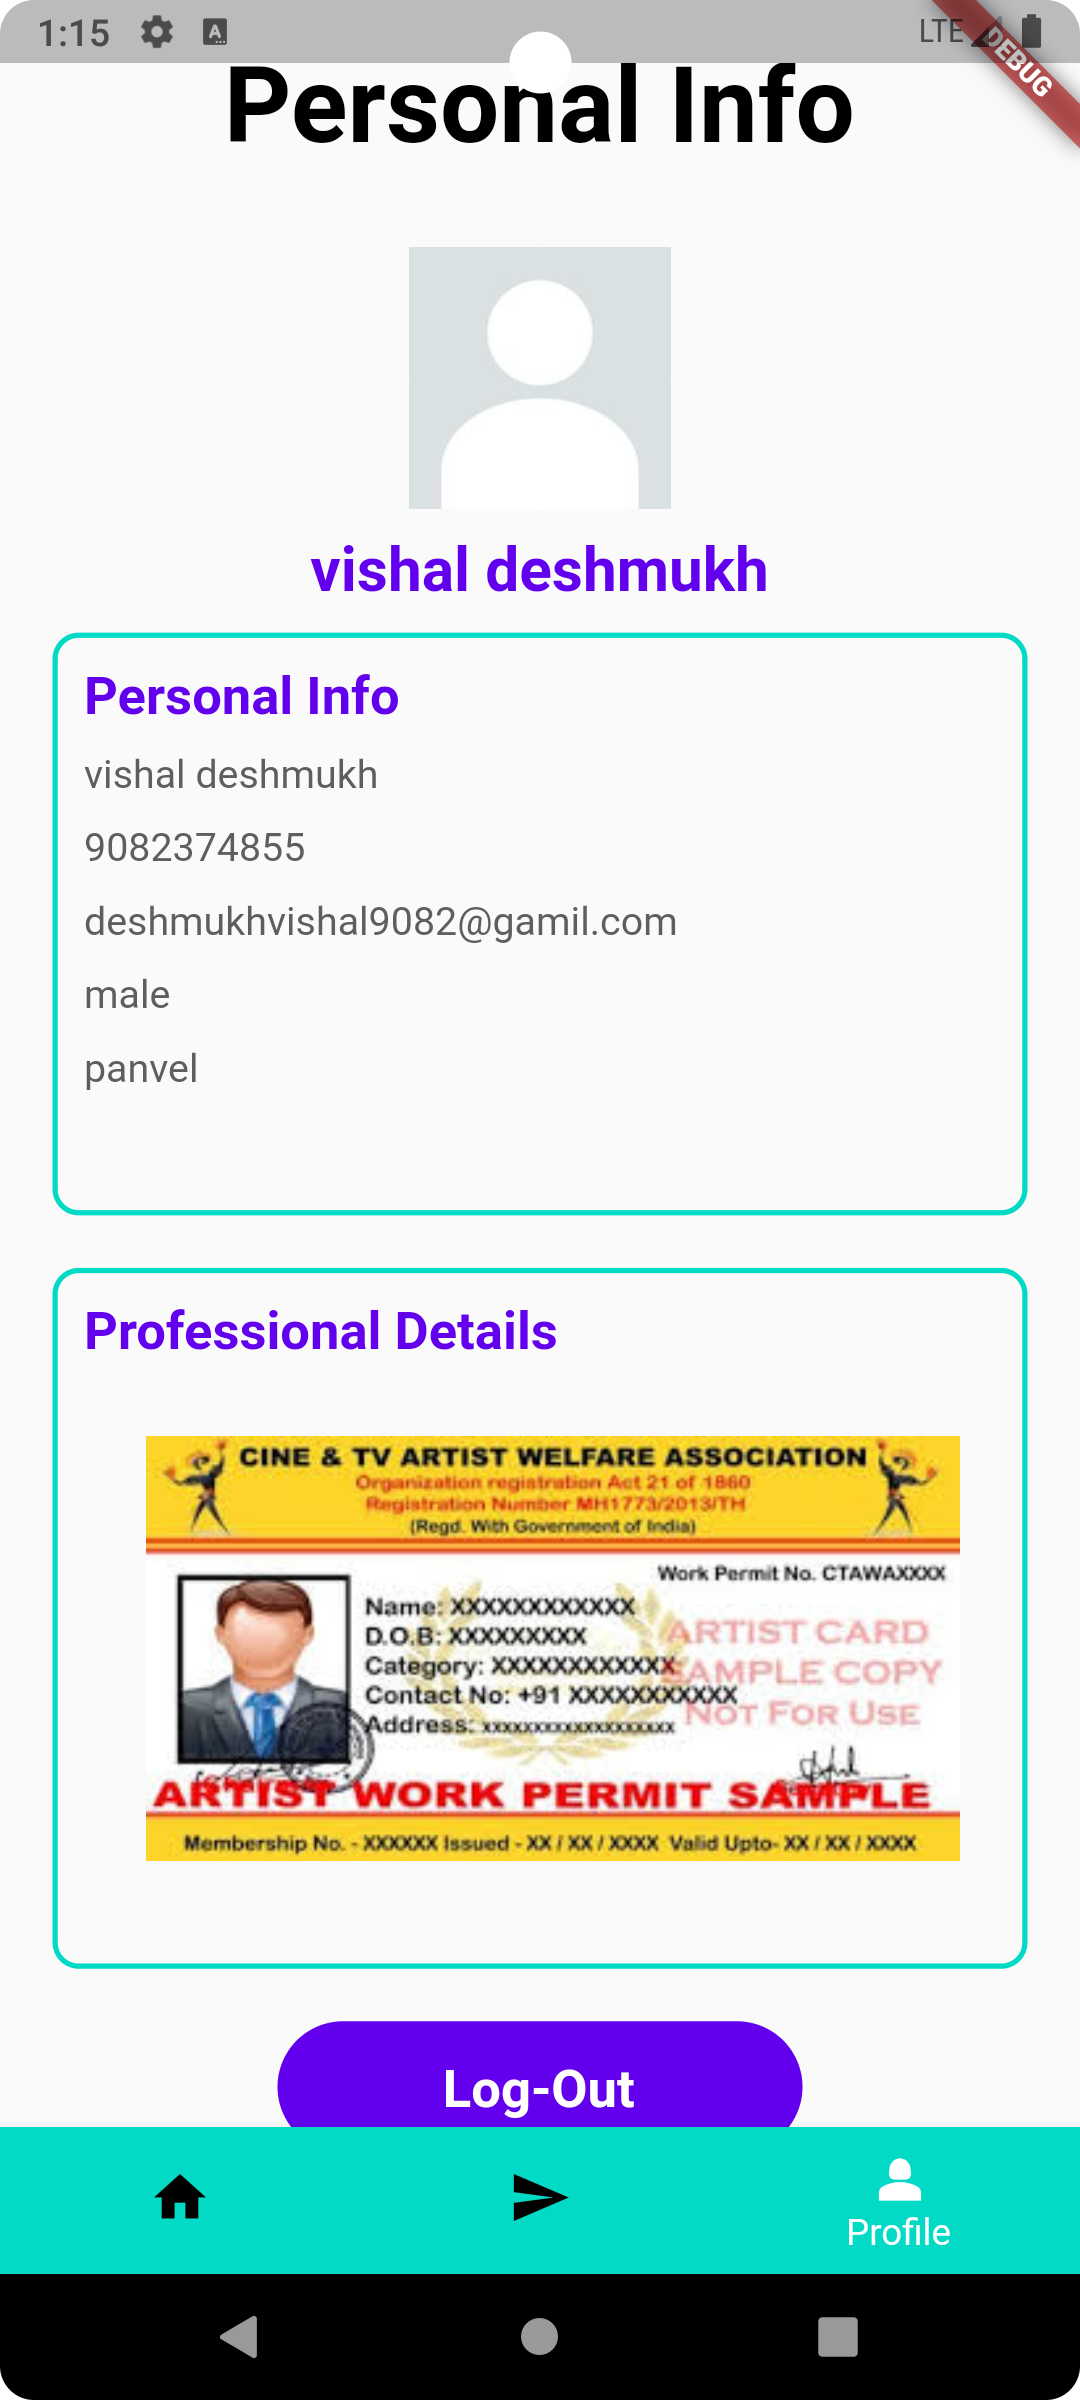 1:15
LTE
DEBUG
Personal Info
vishal deshmukh
Personal Info
vishal deshmukh
9082374855
deshmukhvishal9082@gamil.com
male
panvel
Professional Details
CINE & TV ARTIST WELFARE ASSOCIATION
Organization registration Act 21 of 1860
Registration Number MH1773/2013/TH
(Regd. With Government of India)
Work Permit No. CTAWAXXXX
Name: XXXXXXXXXXXX
D.O.B: XXXXXXXXX
Category: XXXXXXXXXXXX
Contact No: +91 XXXXXXXXXXX
Address: xxxxxxxxxxxxxxxxxxx
ARTIST CARD
SAMPLE COPY
NOT FOR USE
ARTIST WORK PERMIT SAMPLE
Membership No. - XXXXXX Issued - XX / XX / XXXX Valid Upto- XX / XX / XXXX
Log-Out
Profile